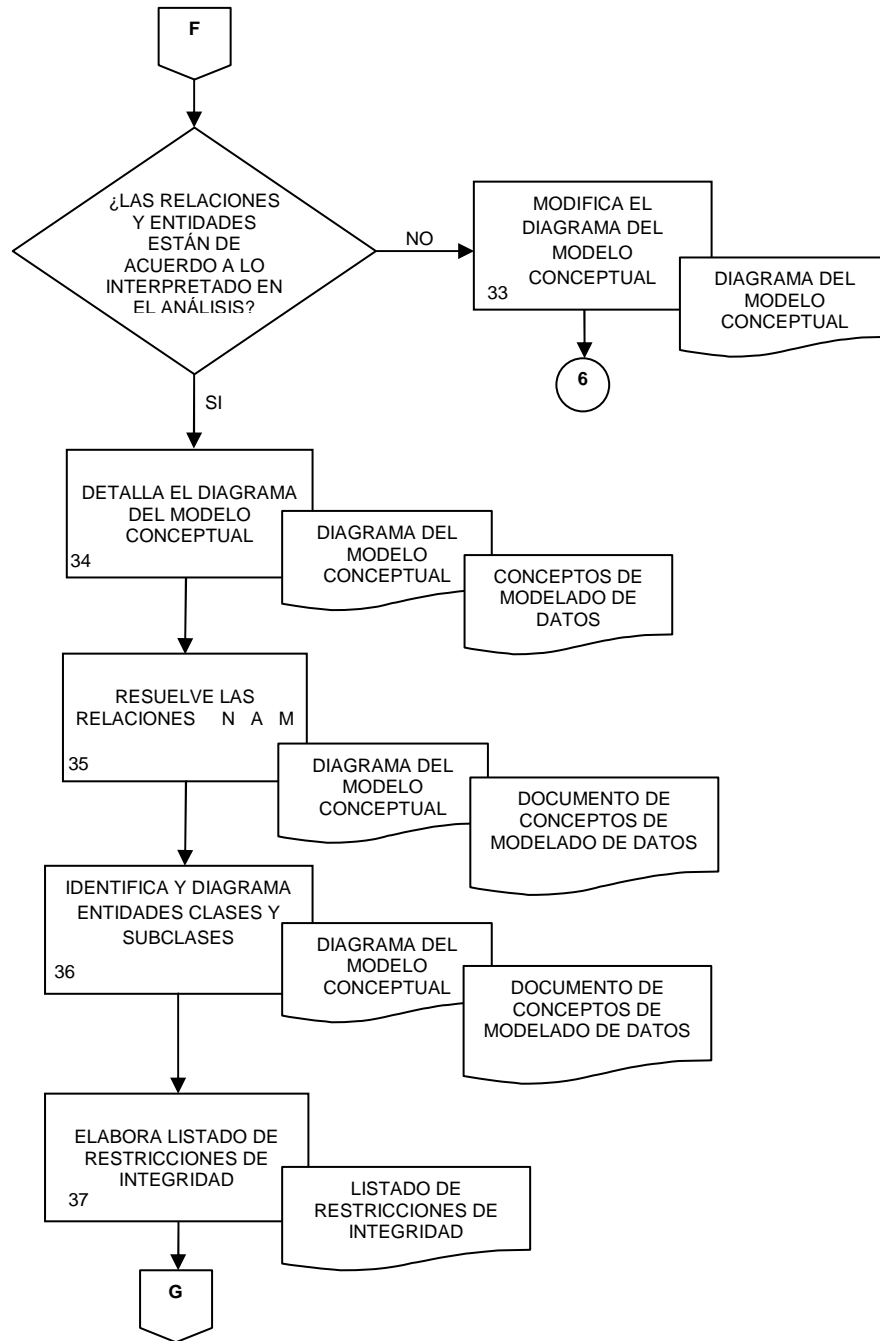 F
¿LAS RELACIONES
Y ENTIDADES
ESTÁN DE
ACUERDO A LO
INTERPRETADO EN
EL ANÁLISIS?
NO
MODIFICA EL
DIAGRAMA DEL
MODELO
CONCEPTUAL
33
DIAGRAMA DEL
MODELO
CONCEPTUAL
6
SI
DETALLA EL DIAGRAMA
DEL MODELO
CONCEPTUAL
34
DIAGRAMA DEL
MODELO
CONCEPTUAL
CONCEPTOS DE
MODELADO DE
DATOS
RESUELVE LAS
RELACIONES N A M
35
DIAGRAMA DEL
MODELO
CONCEPTUAL
DOCUMENTO DE
CONCEPTOS DE
MODELADO DE DATOS
IDENTIFICA Y DIAGRAMA
ENTIDADES CLASES Y
SUBCLASES
36
DIAGRAMA DEL
MODELO
CONCEPTUAL
DOCUMENTO DE
CONCEPTOS DE
MODELADO DE DATOS
ELABORA LISTADO DE
RESTRICCIONES DE
INTEGRIDAD
37
LISTADO DE
RESTRICCIONES DE
INTEGRIDAD
G